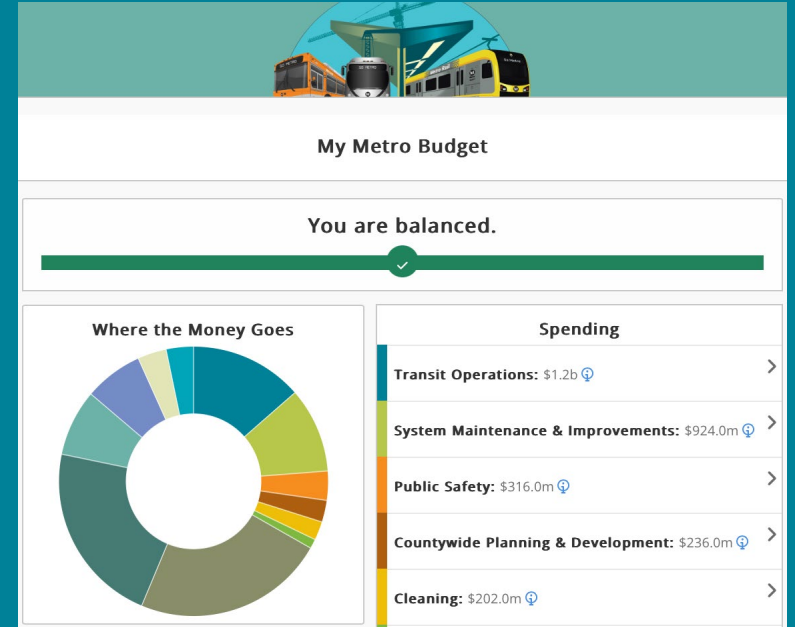 My Metro Budget
You are balanced.
Where the Money Goes
Spending
Transit Operations: $1.2b
System Maintenance & Improvements: $924.0m
Public Safety: $316.0m
Countywide Planning & Development: $236.0m
Cleaning: $202.0m